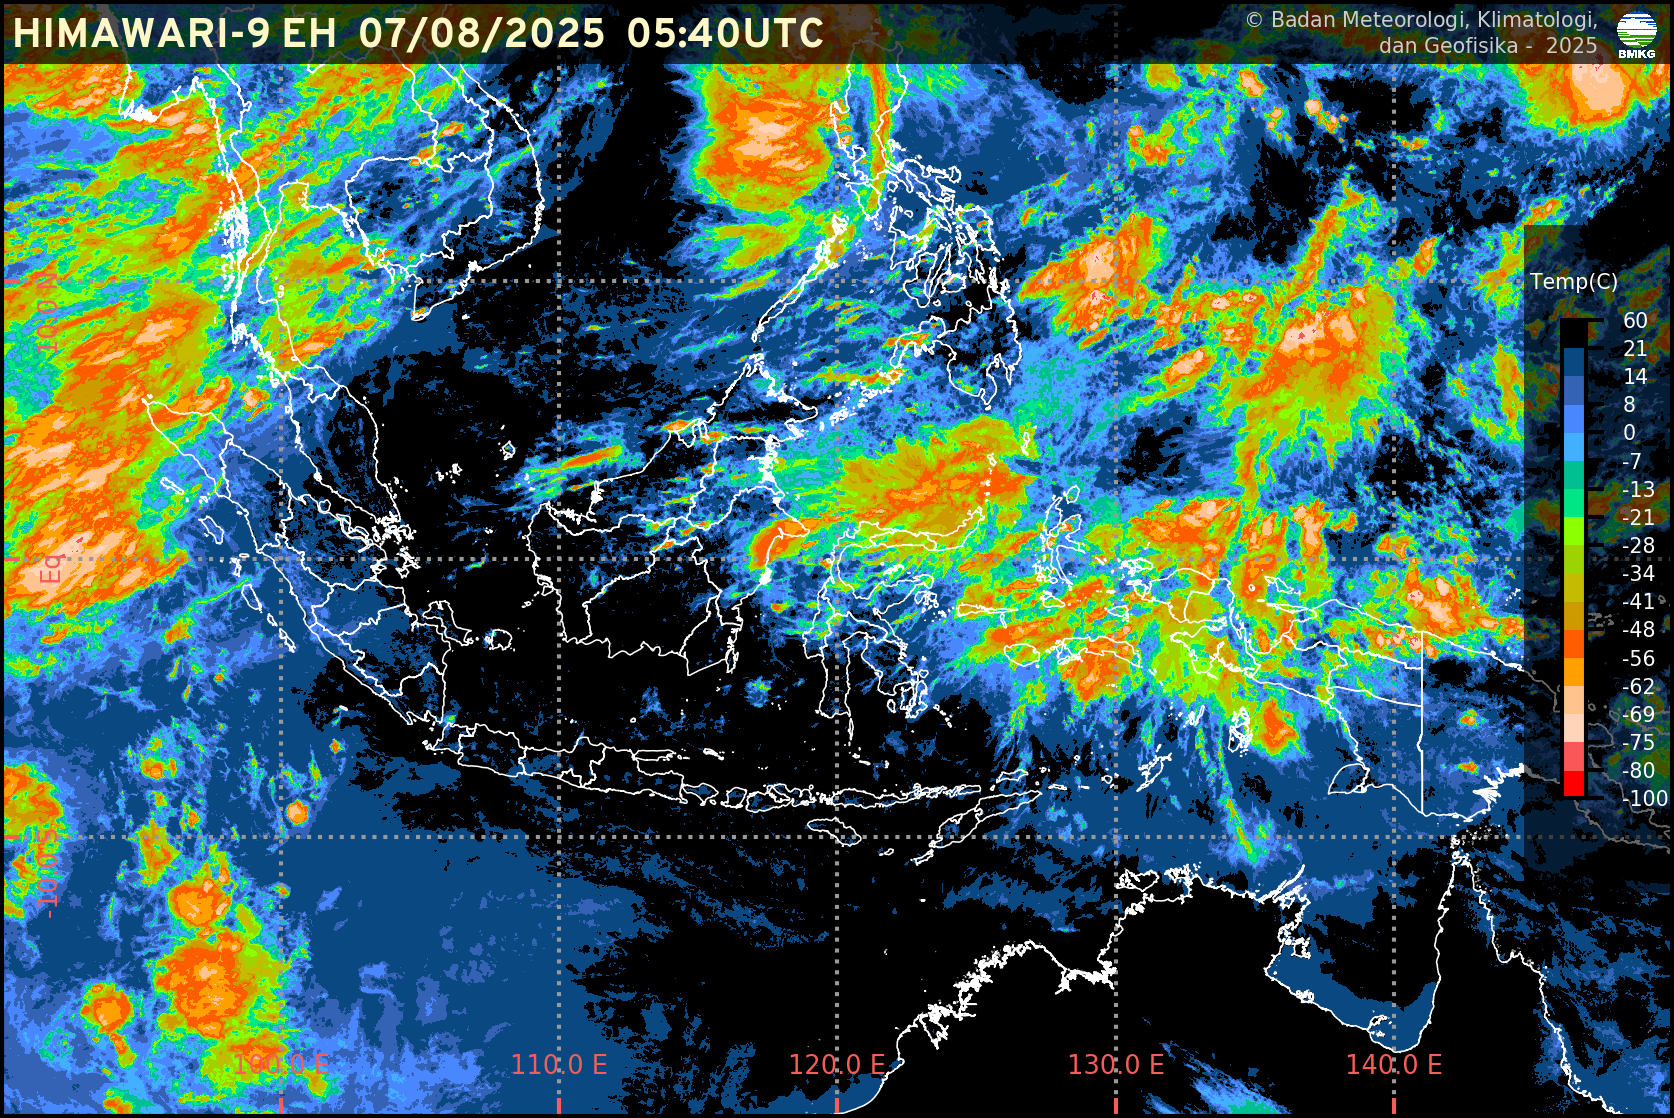 HIMAWARI-9 EH 07/08/2025 05:40UTC
© Badan Meteorologi, Klimatologi,
dan Geofisika - 2025
BMKG
Temp(C)
60
21
14
8
0
-7
-13
-21
-28
-34
-41
-48
-56
-62
-69
-75
-80
-100
Eq
-10.0 S
100.0 E
110.0 E
120.0 E
130.0 E
140.0 E